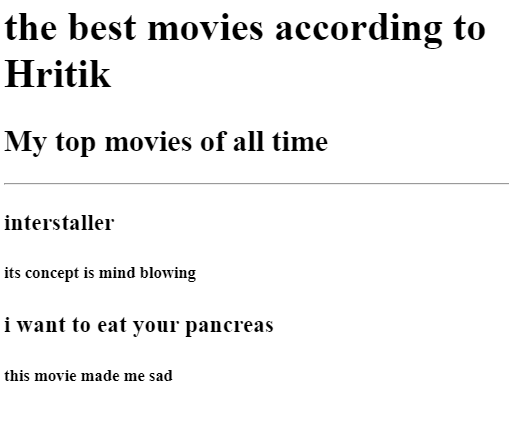 the best movies according to
Hritik
My top movies of all time
interstaller
its concept is mind blowing
i want to eat your pancreas
this movie made me sad